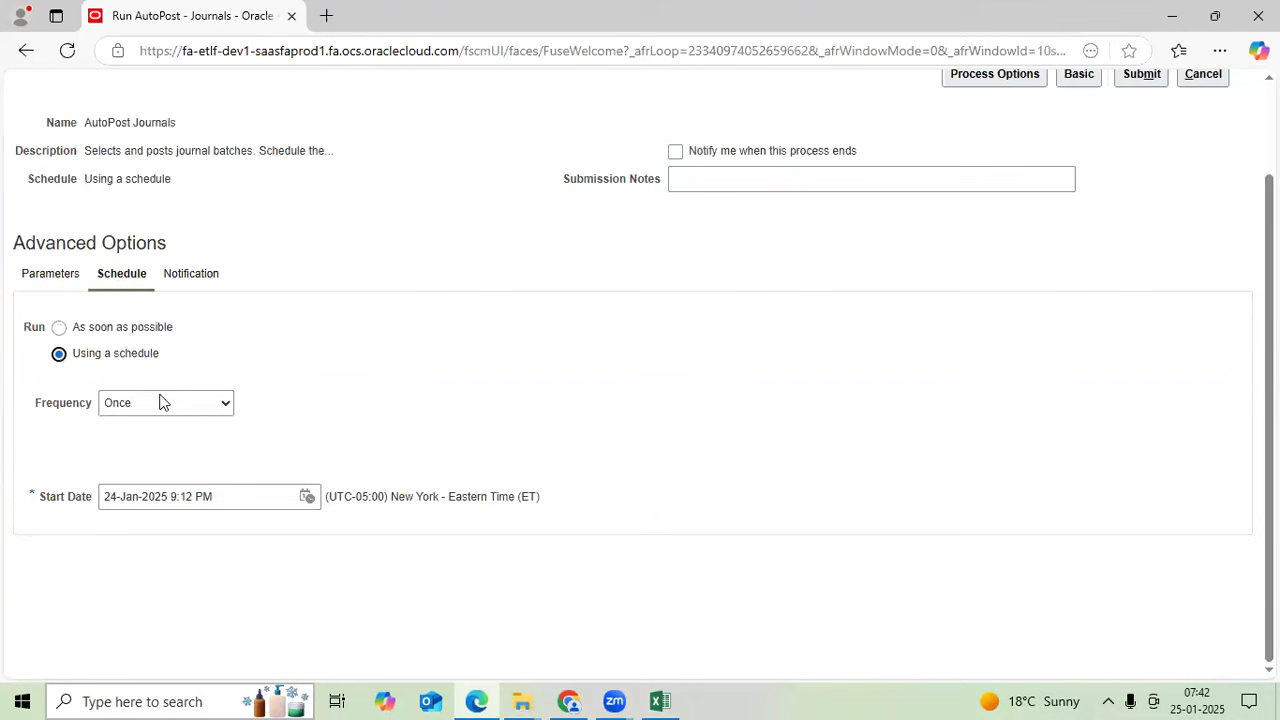 Run AutoPost - Journals - Oracle
https://fa-etlf-dev1-saasfaprod1.fa.ocs.oraclecloud.com/fscmUI/faces/FuseWelcome?_afrLoop=23340974052659662&_afrWindowMode=0&_afrWindowId=10s...
Process Options Basic Submit Cancel
Name AutoPost Journals
Description Selects and posts journal batches. Schedule the... Notify me when this process ends
Schedule Using a schedule Submission Notes
Advanced Options
Parameters Schedule Notification
Run As soon as possible
Using a schedule
Frequency Once
* Start Date 24-Jan-2025 9:12 PM (UTC-05:00) New York - Eastern Time (ET)
Type here to search 18°C Sunny 07:42
25-01-2025